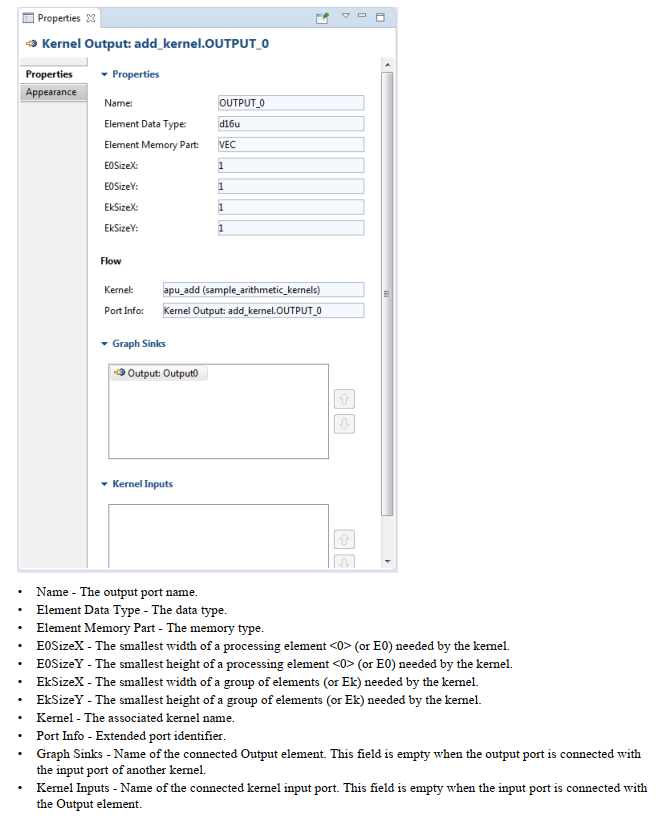 Properties
Kernel Output: add_kernel.OUTPUT_0
Properties
Appearance
Properties
Name: OUTPUT_0
Element Data Type: d16u
Element Memory Part: VEC
E0SizeX: 1
E0SizeY: 1
EkSizeX: 1
EkSizeY: 1
Flow
Kernel: apu_add (sample_arithmetic_kernels)
Port Info: Kernel Output: add_kernel.OUTPUT_0
Graph Sinks
Output: Output0
Kernel Inputs
• Name - The output port name.
• Element Data Type - The data type.
• Element Memory Part - The memory type.
• E0SizeX - The smallest width of a processing element <0> (or E0) needed by the kernel.
• E0SizeY - The smallest height of a processing element <0> (or E0) needed by the kernel.
• EkSizeX - The smallest width of a group of elements (or Ek) needed by the kernel.
• EkSizeY - The smallest height of a group of elements (or Ek) needed by the kernel.
• Kernel - The associated kernel name.
• Port Info - Extended port identifier.
• Graph Sinks - Name of the connected Output element. This field is empty when the output port is connected with
the input port of another kernel.
• Kernel Inputs - Name of the connected kernel input port. This field is empty when the input port is connected with
the Output element.